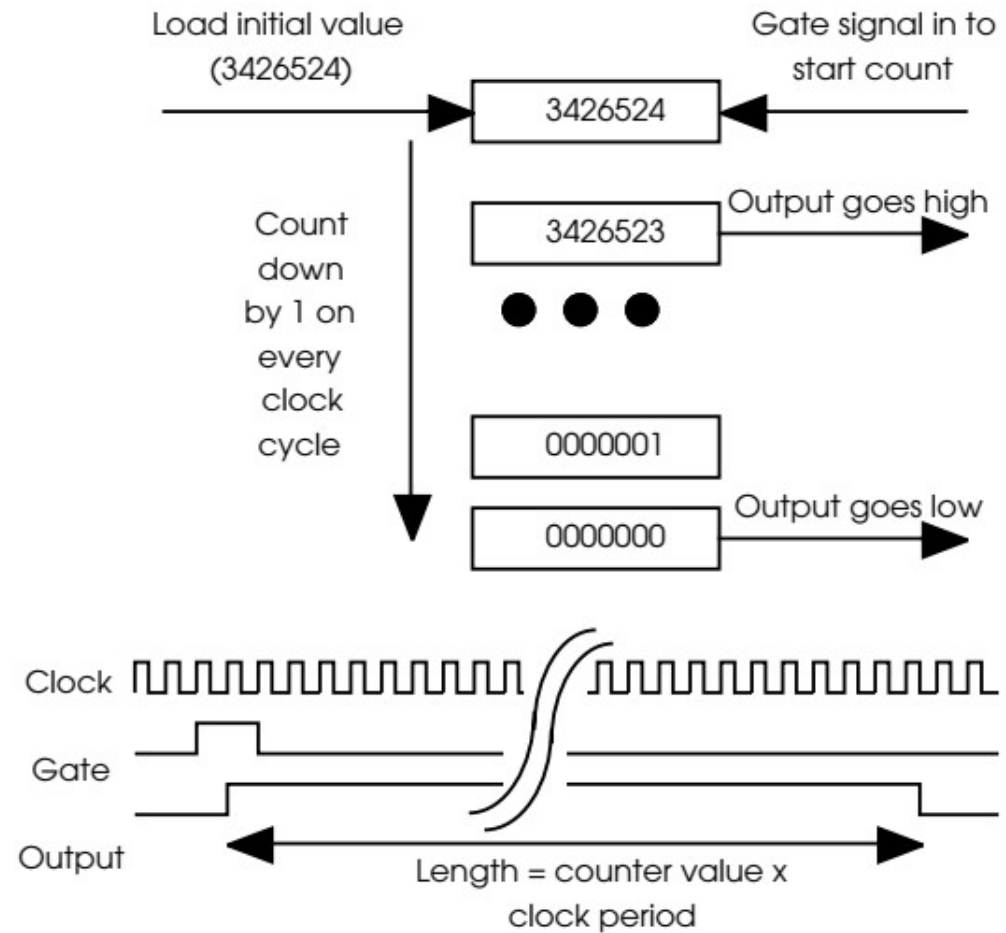 Load initial value
(3426524)
Gate signal in to
start count
3426524
Output goes high
3426523
Count
down
by 1 on
every
clock
cycle
0000001
Output goes low
0000000
Clock
Gate
Output
Length = counter value x
clock period